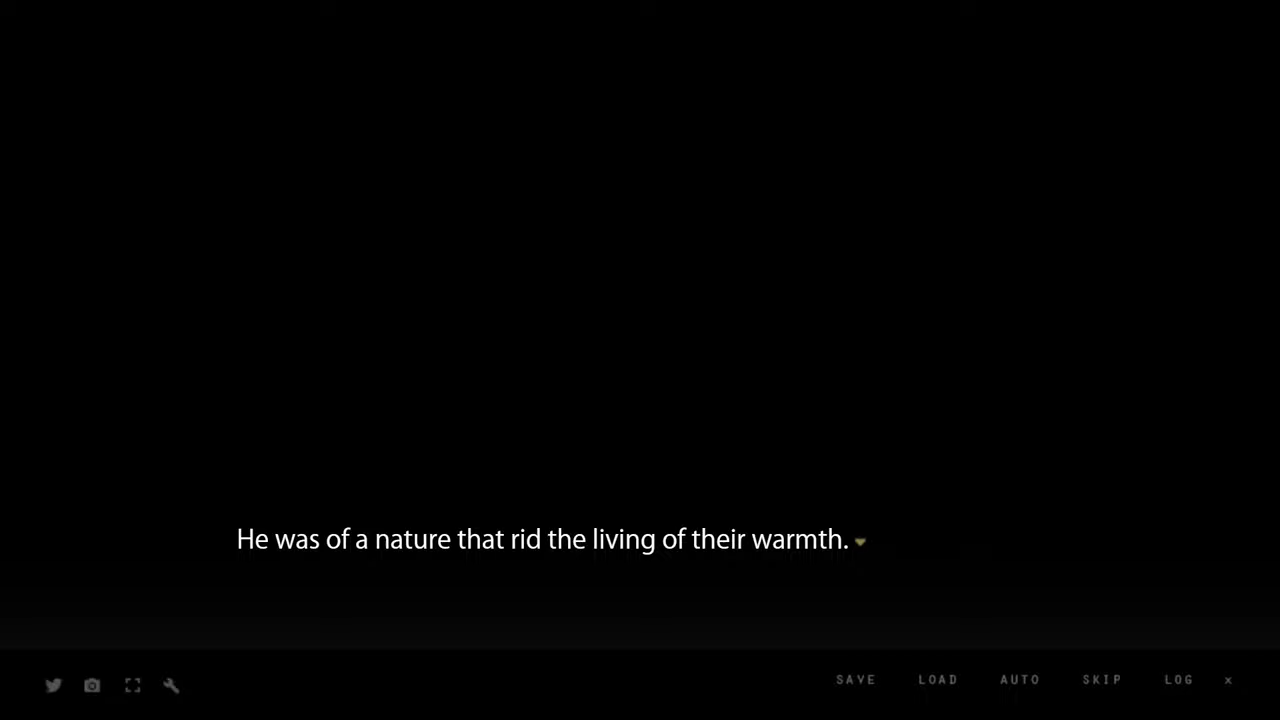 He was of a nature that rid the living of their warmth.
SAVE LOAD AUTO SKIP LOG ×